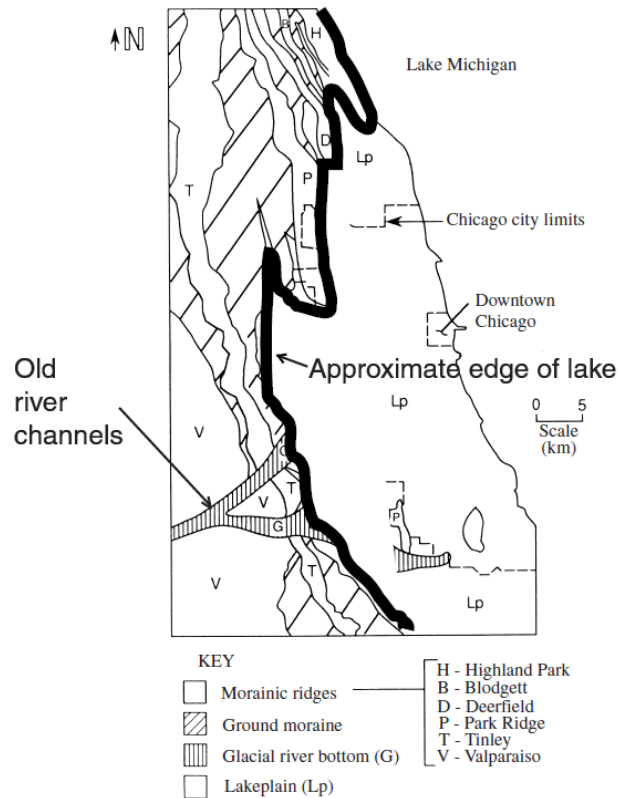 N
Lake Michigan
B
H
D
Lp
T
P
Chicago city limits
Downtown
Chicago
Approximate edge of lake
Old
river
channels
Lp
0 5
Scale
(km)
V
G
V
T
P
G
T
V
Lp
KEY
Morainic ridges
Ground moraine
Glacial river bottom (G)
Lakeplain (Lp)
H - Highland Park
B - Blodgett
D - Deerfield
P - Park Ridge
T - Tinley
V - Valparaiso